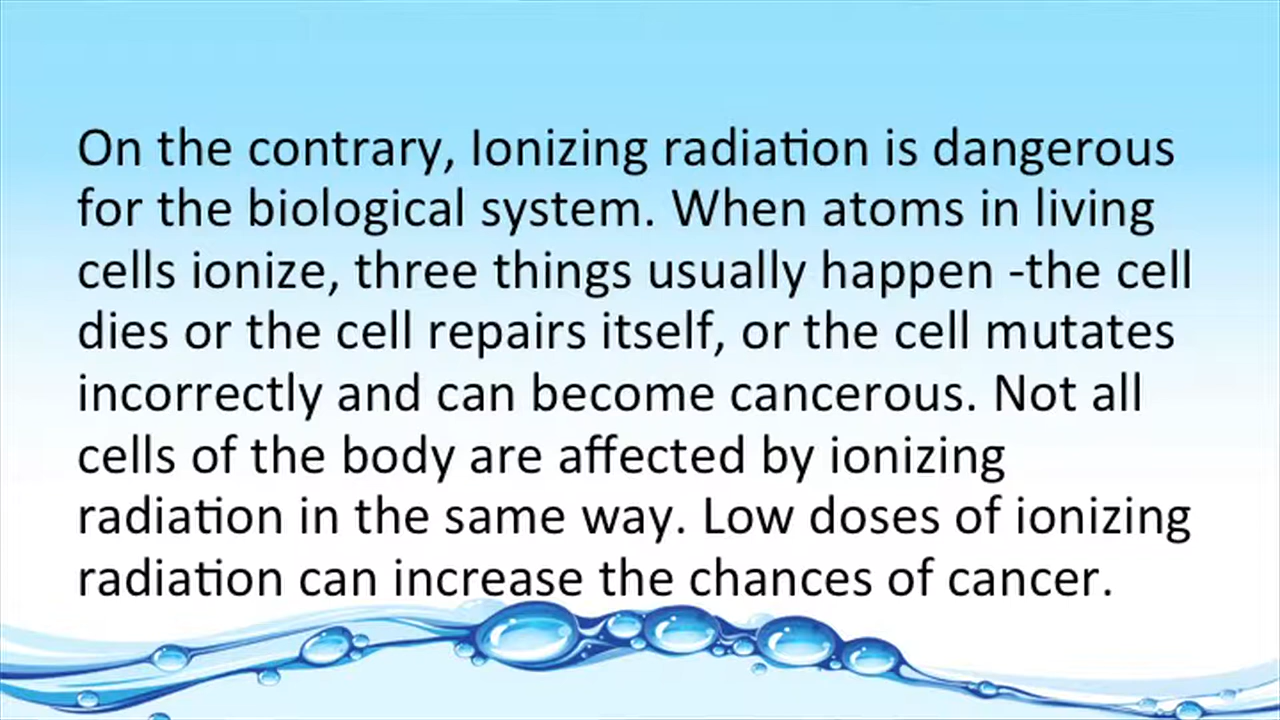 On the contrary, Ionizing radiation is dangerous
for the biological system. When atoms in living
cells ionize, three things usually happen -the cell
dies or the cell repairs itself, or the cell mutates
incorrectly and can become cancerous. Not all
cells of the body are affected by ionizing
radiation in the same way. Low doses of ionizing
radiation can increase the chances of cancer.